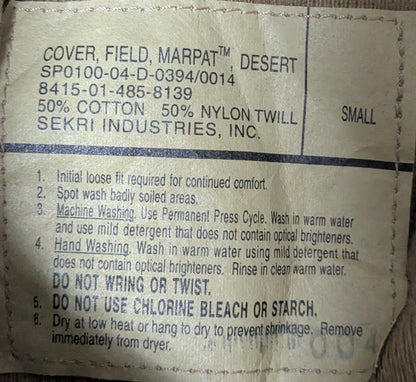 COVER, FIELD, MARPAT™, DESERT
SP0100-04-D-0394/0014
8415-01-485-8139
50% COTTON 50% NYLON TWILL
SEKRI INDUSTRIES, INC.
SMALL
1. Initial loose fit required for continued comfort.
2. Spot wash badly soiled areas.
3. Machine Washing. Use Permanent Press Cycle. Wash in warm water
and use mild detergent that does not contain optical brighteners.
4. Hand Washing. Wash in warm water using mild detergent that
does not contain optical brighteners. Rinse in clean warm water.
DO NOT WRING OR TWIST.
5. DO NOT USE CHLORINE BLEACH OR STARCH.
6. Dry at low heat or hang to dry to prevent shrinkage. Remove
immediately from dryer.